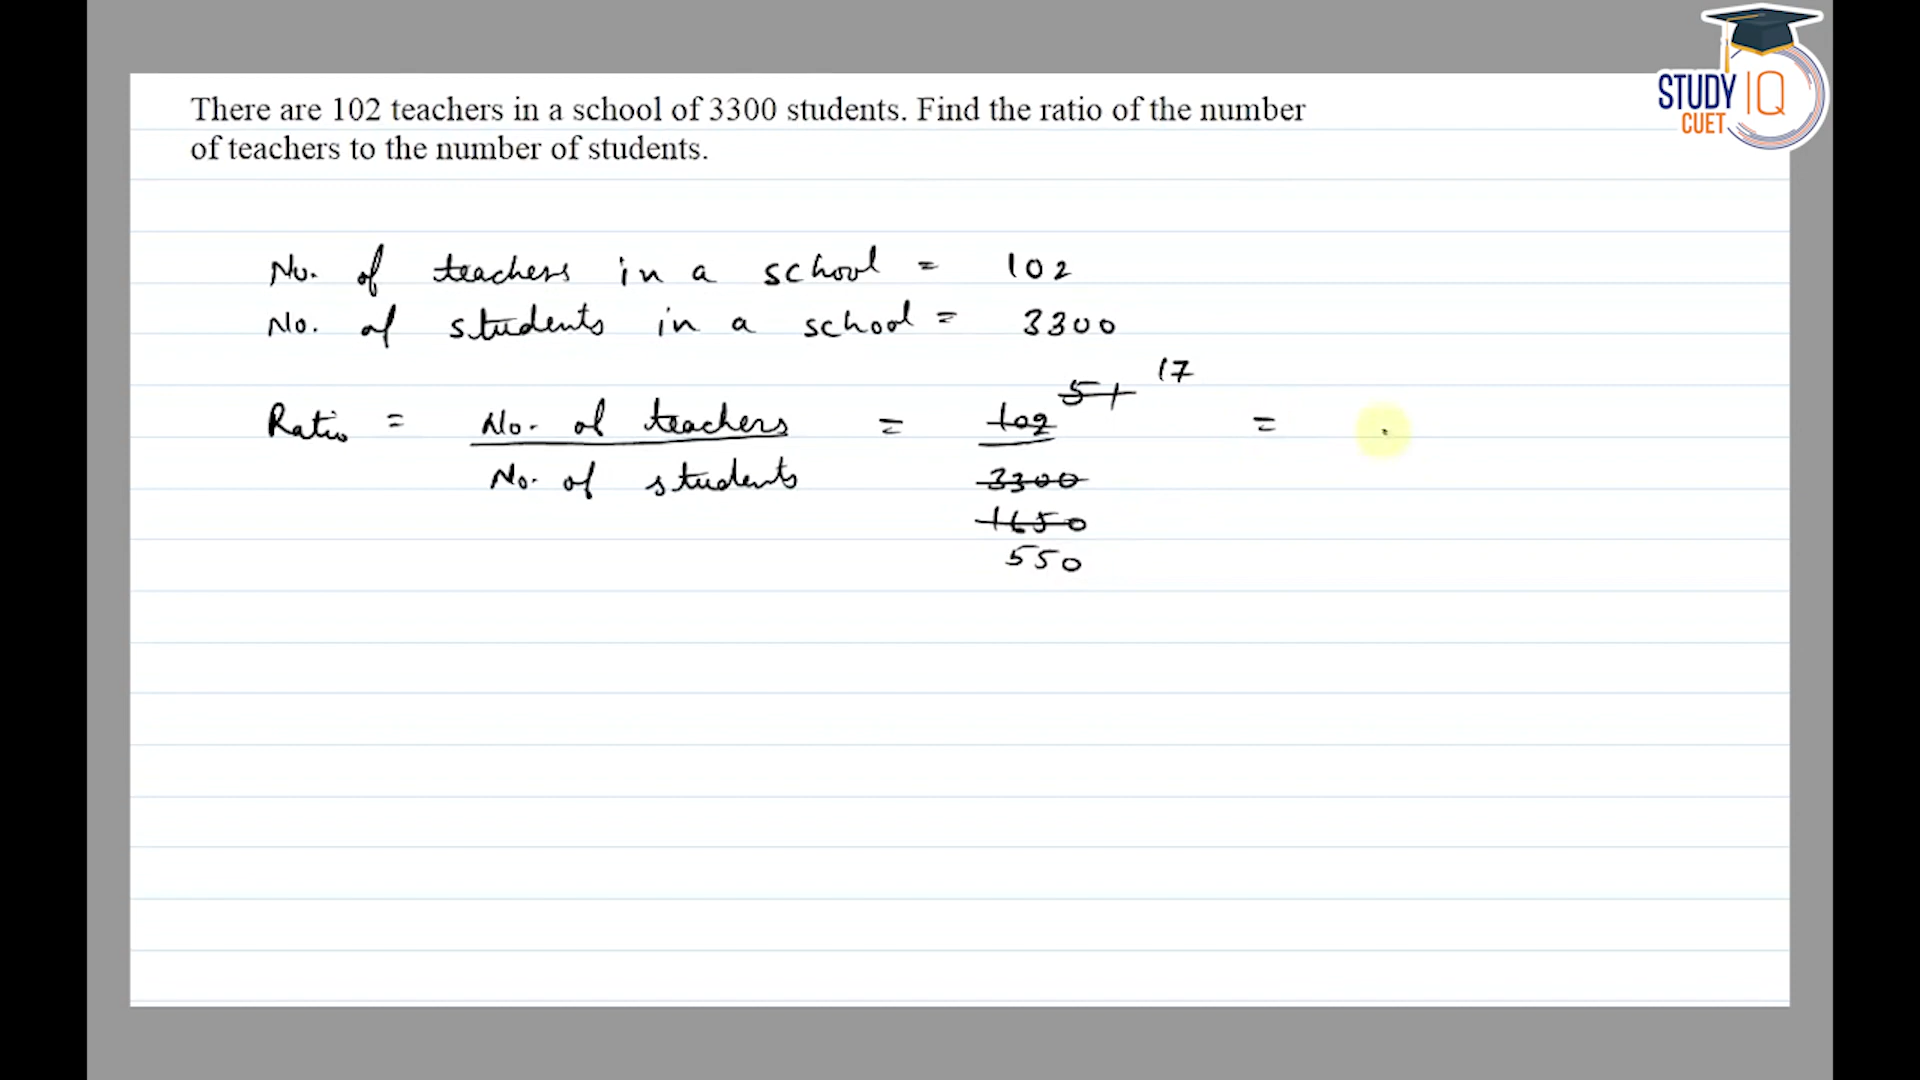 STUDY IQ
CUET
There are 102 teachers in a school of 3300 students. Find the ratio of the number
of teachers to the number of students.
No. of teachers in a school = 102
No. of students in a school = 3300
Ratio = No. of teachers / No. of students = 102 51 17 / 3300 1650 550 =